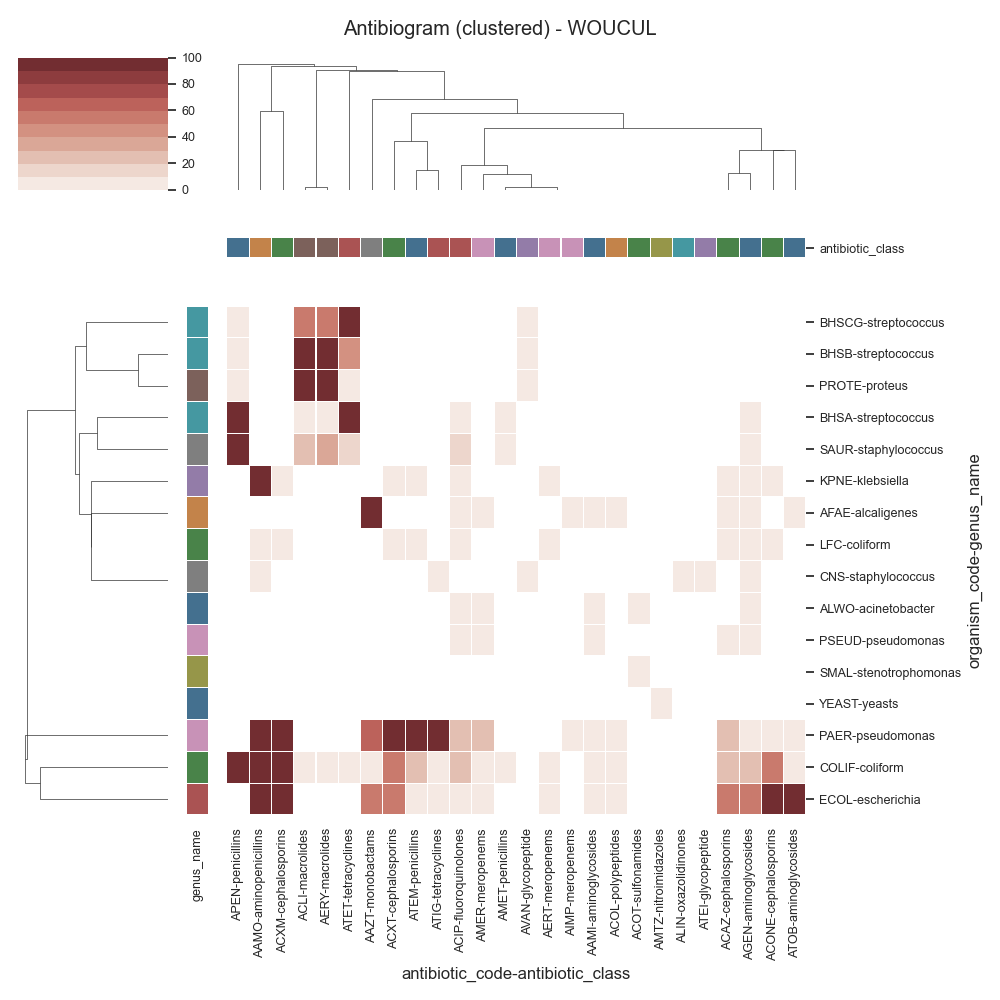 Antibiogram (clustered) - WOUCUL
100
80
60
40
20
0
antibiotic_class
BHSCG-streptococcus
BHSB-streptococcus
PROTE-proteus
BHSA-streptococcus
SAUR-staphylococcus
KPNE-klebsiella
AFAE-alcaligenes
LFC-coliform
CNS-staphylococcus
ALWO-acinetobacter
PSEUD-pseudomonas
SMAL-stenotrophomonas
YEAST-yeasts
PAER-pseudomonas
COLIF-coliform
ECOL-escherichia
organism_code-genus_name
genus_name
APEN-penicillins
AAMO-aminopenicillins
ACXM-cephalosporins
ACLI-macrolides
AERY-macrolides
ATET-tetracyclines
AAZT-monobactams
ACXT-cephalosporins
ATEM-penicillins
ATIG-tetracyclines
ACIP-fluoroquinolones
AMER-meropenems
AMET-penicillins
AVAN-glycopeptide
AERT-meropenems
AIMP-meropenems
AAMI-aminoglycosides
ACOL-polypeptides
ACOT-sulfonamides
AMTZ-nitroimidazoles
ALIN-oxazolidinones
ATEI-glycopeptide
ACAZ-cephalosporins
AGEN-aminoglycosides
ACONE-cephalosporins
ATOB-aminoglycosides
antibiotic_code-antibiotic_class